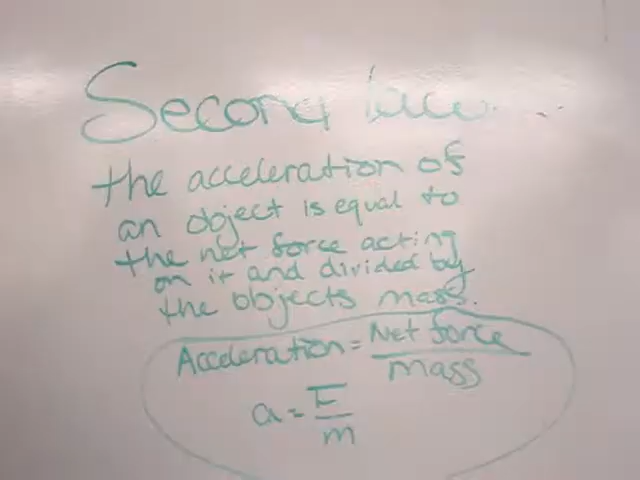 Second law...
the acceleration of
an object is equal to
the net force acting
on it and divided by
the objects mass.
Acceleration = Net force
mass
a = F
m